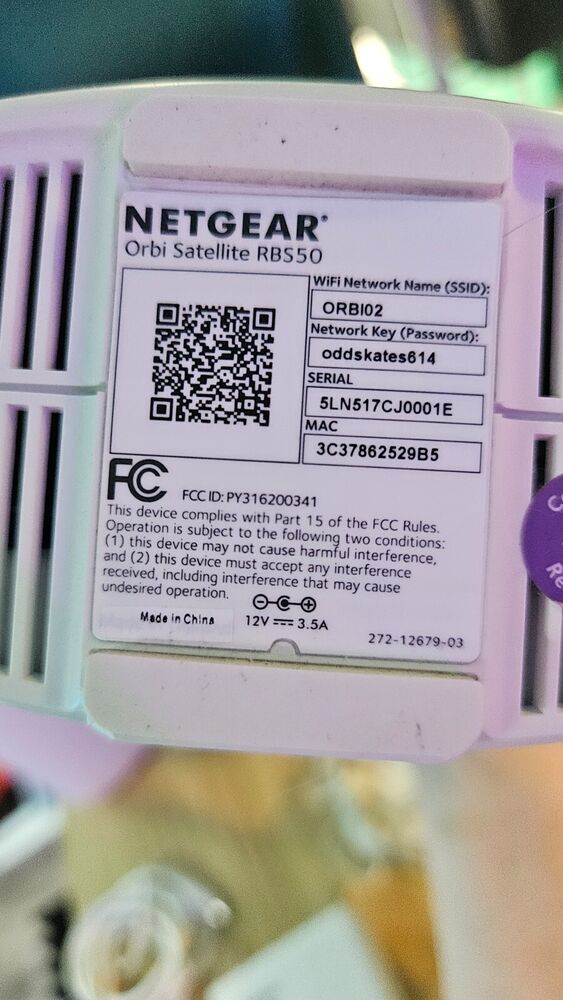 NETGEAR®
Orbi Satellite RBS50
WiFi Network Name (SSID):
ORBI02
Network Key (Password):
oddskates614
SERIAL
5LN517CJ0001E
MAC
3C37862529B5
FC
FCC ID: PY316200341
This device complies with Part 15 of the FCC Rules.
Operation is subject to the following two conditions:
(1) this device may not cause harmful interference,
and (2) this device must accept any interference
received, including interference that may cause
undesired operation.
Made in China
12V ⎓ 3.5A
272-12679-03
Re